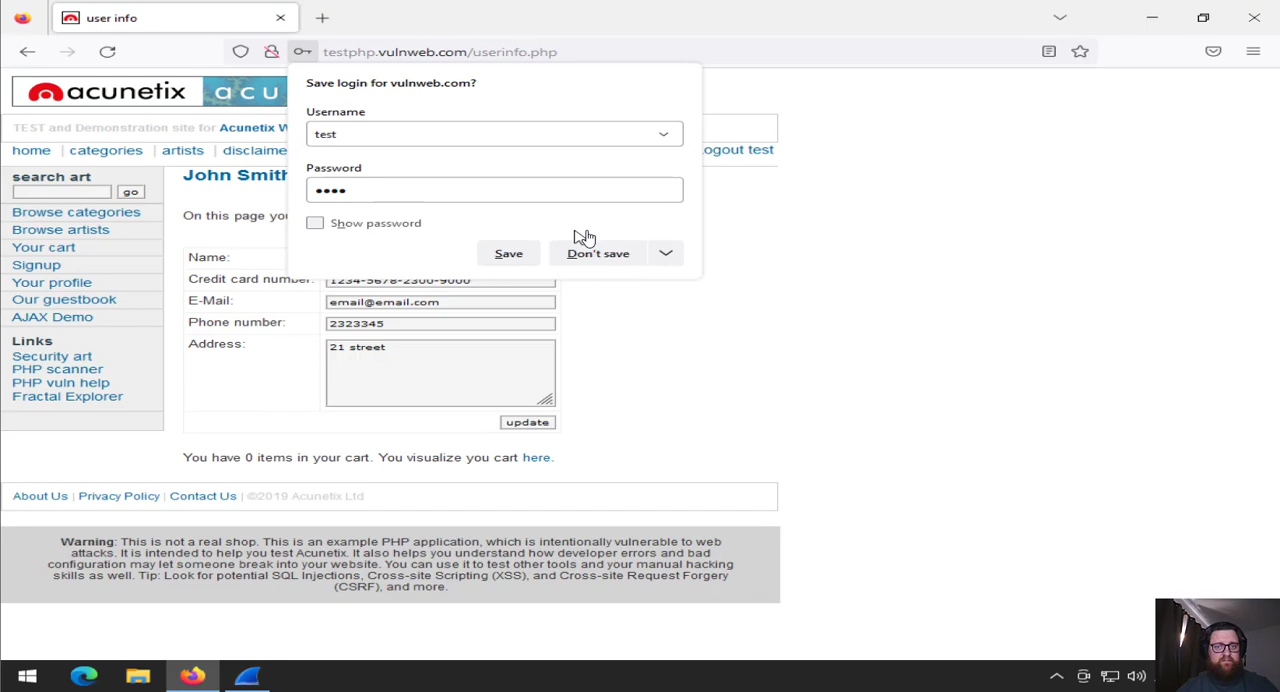 user info
testphp.vulnweb.com/userinfo.php
Save login for vulnweb.com?
Username
test
Password
••••
Show password
Save
Don't save
acunetix acu
TEST and Demonstration site for Acunetix W
home | categories | artists | disclaime
ogout test
search art
go
Browse categories
Browse artists
Your cart
Signup
Your profile
Our guestbook
AJAX Demo
Links
Security art
PHP scanner
PHP vuln help
Fractal Explorer
John Smith
On this page you
Name:
Credit card number: 1234-5678-2300-9000
E-Mail: email@email.com
Phone number: 2323345
Address: 21 street
update
You have 0 items in your cart. You visualize you cart here.
About Us | Privacy Policy | Contact Us | ©2019 Acunetix Ltd
Warning: This is not a real shop. This is an example PHP application, which is intentionally vulnerable to web
attacks. It is intended to help you test Acunetix. It also helps you understand how developer errors and bad
configuration may let someone break into your website. You can use it to test other tools and your manual hacking
skills as well. Tip: Look for potential SQL Injections, Cross-site Scripting (XSS), and Cross-site Request Forgery
(CSRF), and more.